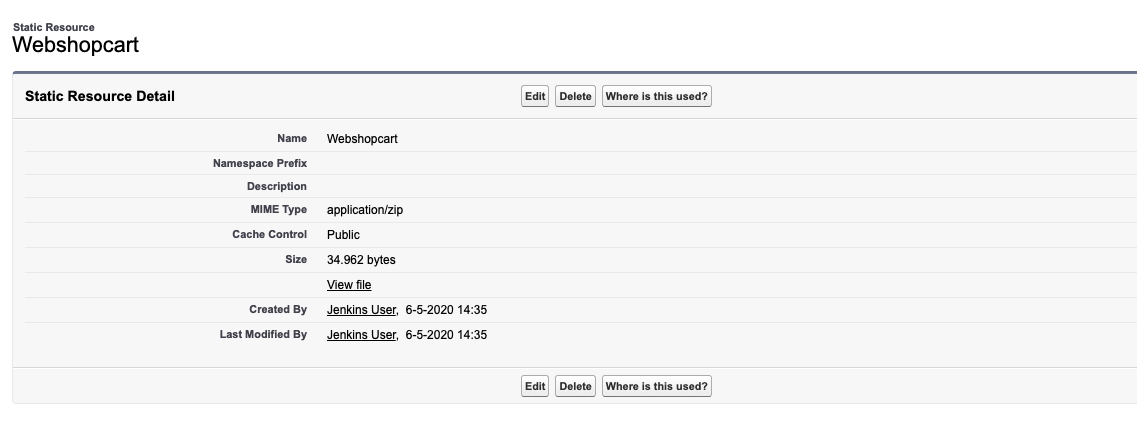 Static Resource
Webshopcart
Static Resource Detail Edit Delete Where is this used?
Name Webshopcart
Namespace Prefix
Description
MIME Type application/zip
Cache Control Public
Size 34.962 bytes
View file
Created By Jenkins User, 6-5-2020 14:35
Last Modified By Jenkins User, 6-5-2020 14:35
Edit Delete Where is this used?